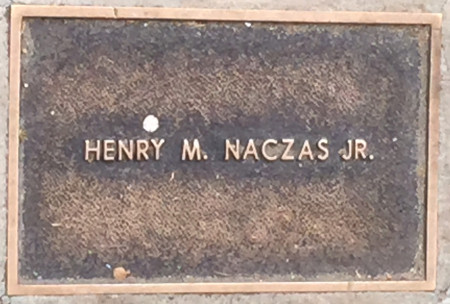 HENRY M. NACZAS JR.